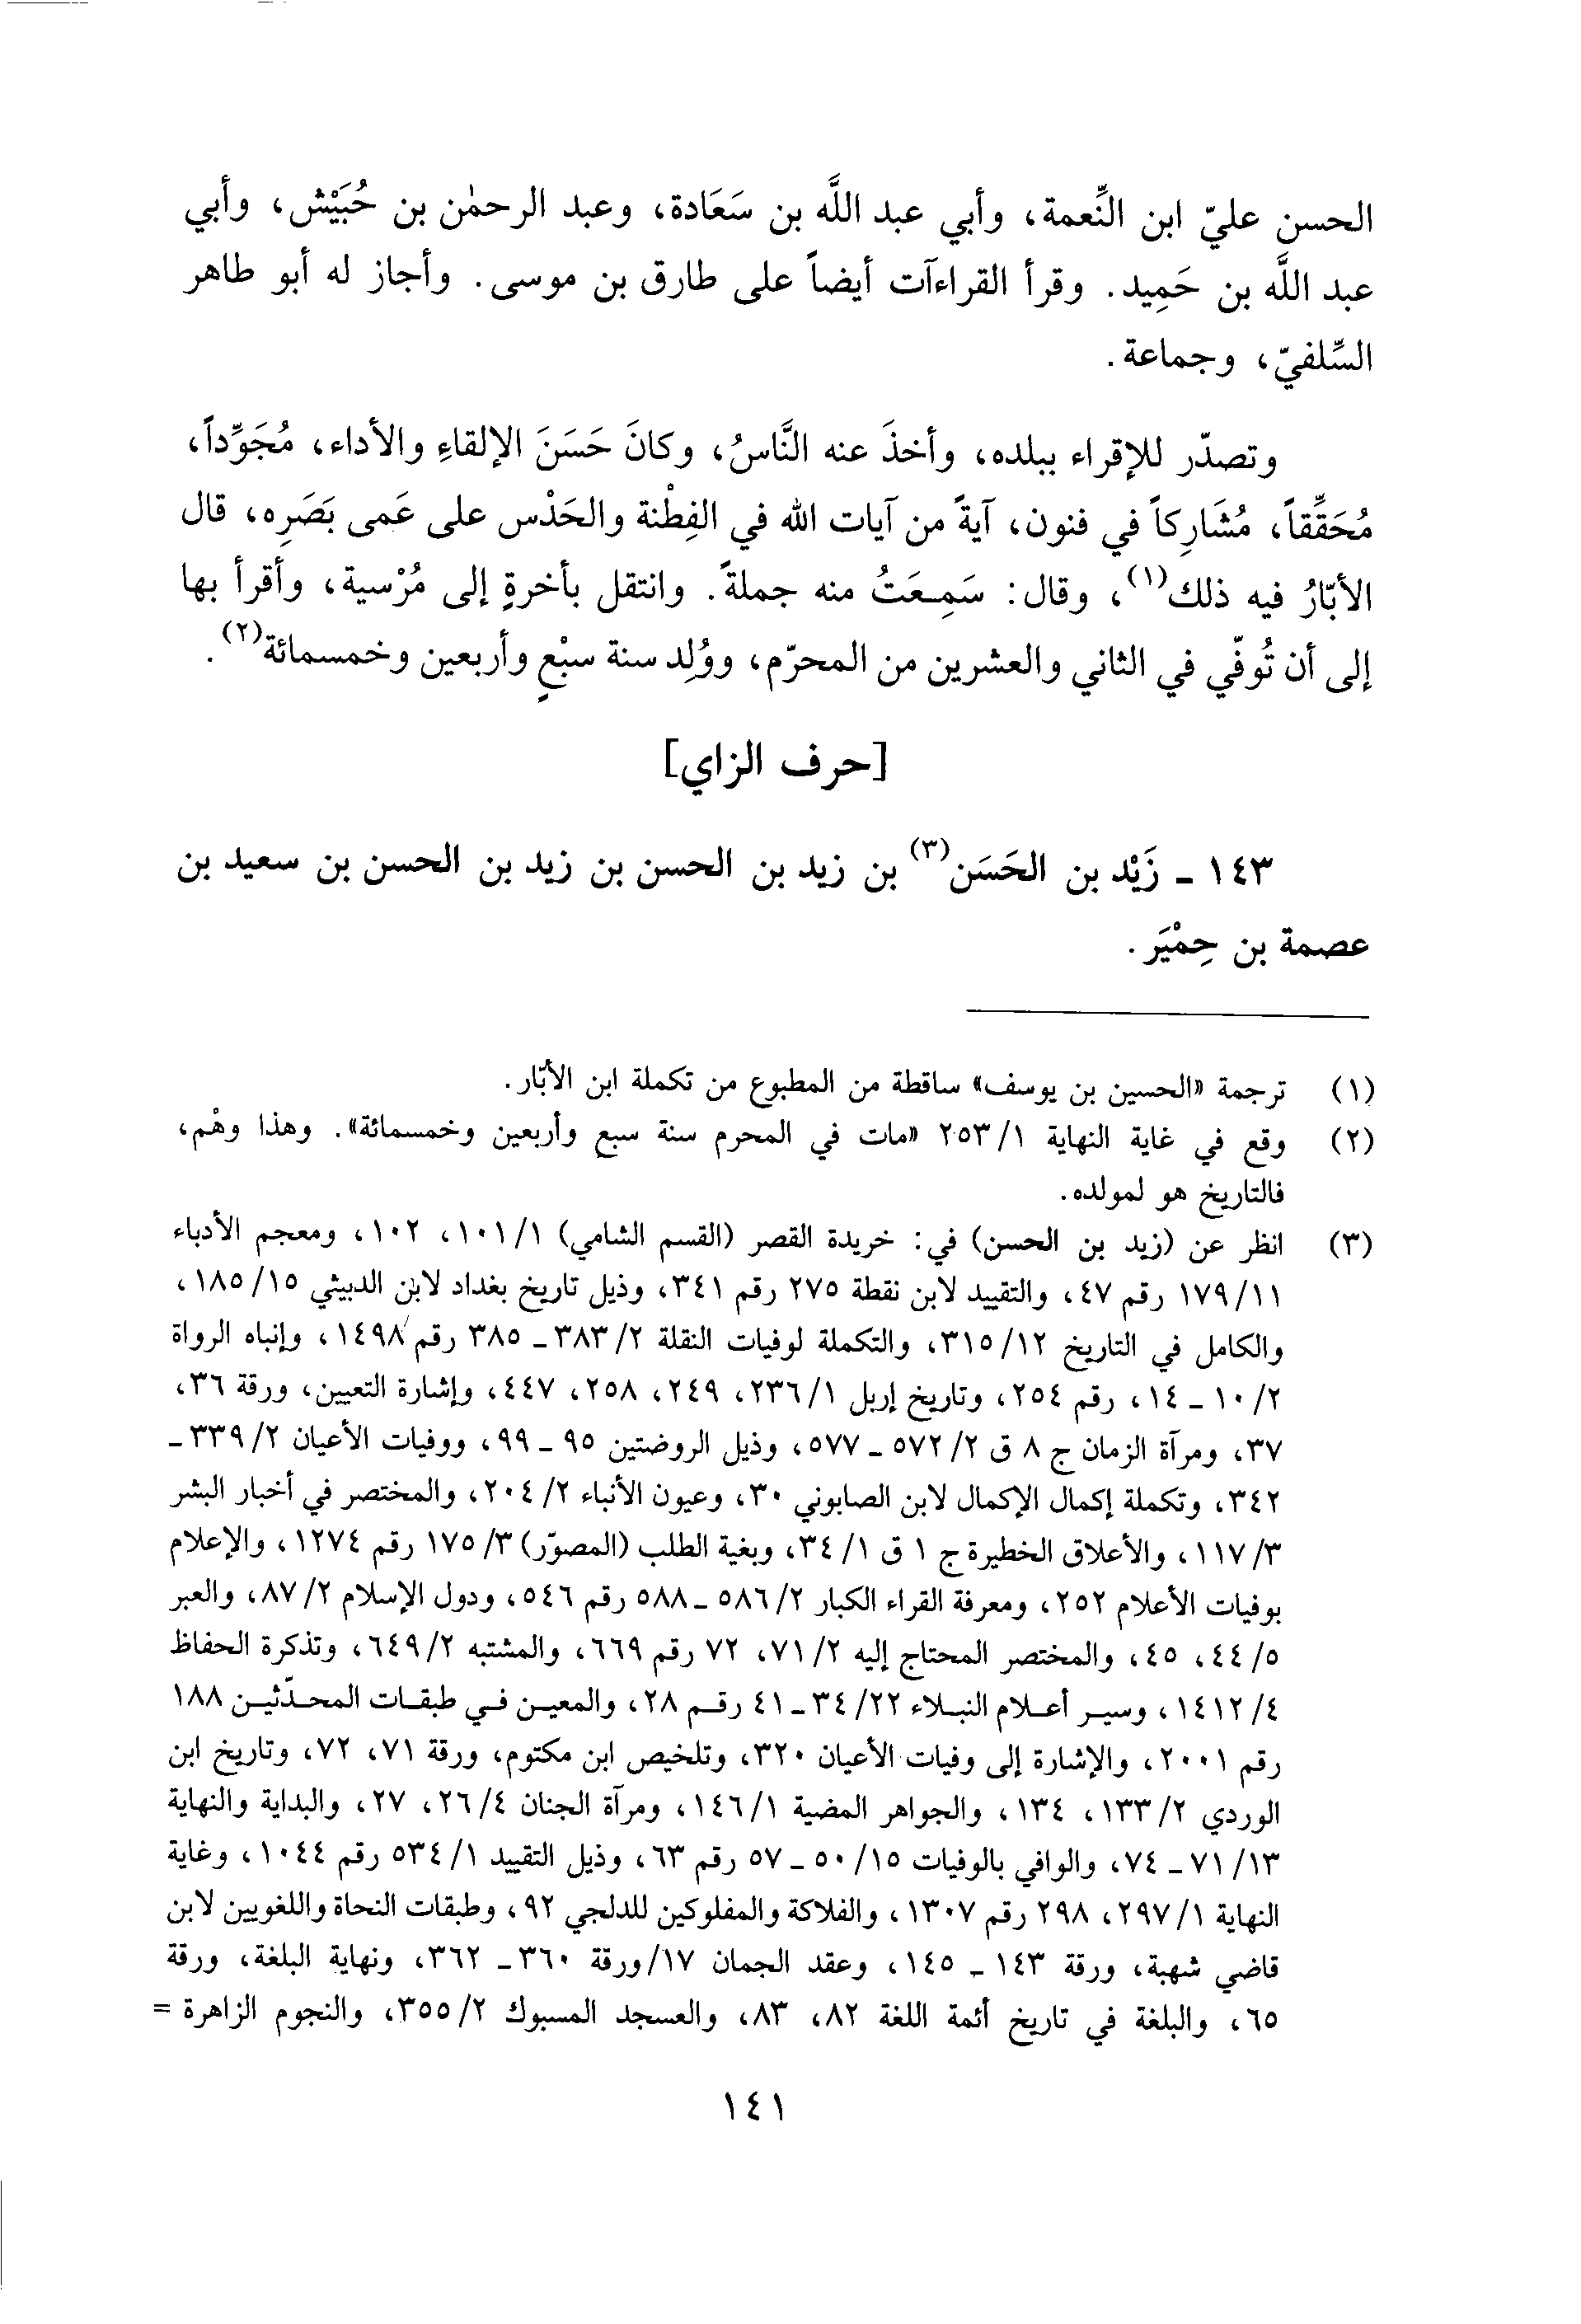 الحسن عليّ ابن النِّعمة، وأبي عبد اللَّه بن سَعَادة، وعبد الرحمٰن بن حُبَيْش، وأبي
عبد اللَّه بن حَمِيد. وقرأ القراءآت أيضاً على طارق بن موسى. وأجاز له أبو طاهر
السِّلفيّ، وجماعة.
وتصدّر للإقراء ببلده، وأخذَ عنه النَّاسُ، وكانَ حَسَنَ الإلقاءِ والأداء، مُجَوِّداً،
مُحَقِّقاً، مُشَارِكاً في فنون، آيةً من آيات الله في الفِطْنة والحَدْس على عَمى بَصَرِه، قال
الأبّارُ فيه ذلك(١)، وقال: سَمِعَتُ منه جملةً. وانتقل بأخرةٍ إلى مُرْسية، وأقرأ بها
إلى أن تُوفّي في الثاني والعشرين من المحرّم، ووُلِد سنة سبْعٍ وأربعين وخمسمائة(٢).
[حرف الزاي]
١٤٣ ـ زَيْد بن الحَسَن(٣) بن زيد بن الحسن بن زيد بن الحسن بن سعيد بن
عصمة بن حِمْيَر.
(١) ترجمة «الحسين بن يوسف» ساقطة من المطبوع من تكملة ابن الأبّار.
(٢) وقع في غاية النهاية ١/ ٢٥٣ «مات في المحرم سنة سبع وأربعين وخمسمائة». وهذا وهْم،
فالتاريخ هو لمولده.
(٣) انظر عن (زيد بن الحسن) في: خريدة القصر (القسم الشامي) ١/ ١٠١، ١٠٢، ومعجم الأدباء
١١/ ١٧٩ رقم ٤٧، والتقييد لابن نقطة ٢٧٥ رقم ٣٤١، وذيل تاريخ بغداد لابن الدبيثي ١٥/ ١٨٥،
والكامل في التاريخ ١٢/ ٣١٥، والتكملة لوفيات النقلة ٢/ ٣٨٣ ـ ٣٨٥ رقم ١٤٩٨، وإنباه الرواة
٢/ ١٠ ـ ١٤، رقم ٢٥٤، وتاريخ إربل ١/ ٢٣٦، ٢٤٩، ٢٥٨، ٤٤٧، وإشارة التعيين، ورقة ٣٦،
٣٧، ومرآة الزمان ج ٨ ق ٢/ ٥٧٢ ـ ٥٧٧، وذيل الروضتين ٩٥ ـ ٩٩، ووفيات الأعيان ٢/ ٣٣٩ ـ
٣٤٢، وتكملة إكمال الإكمال لابن الصابوني ٣٠، وعيون الأنباء ٢/ ٢٠٤، والمختصر في أخبار البشر
٣/ ١١٧، والأعلاق الخطيرة ج ١ ق ١/ ٣٤، وبغية الطلب (المصوّر) ٣/ ١٧٥ رقم ١٢٧٤، والإعلام
بوفيات الأعلام ٢٥٢، ومعرفة القراء الكبار ٢/ ٥٨٦ ـ ٥٨٨ رقم ٥٤٦، ودول الإسلام ٢/ ٨٧، والعبر
٥/ ٤٤، ٤٥، والمختصر المحتاج إليه ٢/ ٧١، ٧٢ رقم ٦٦٩، والمشتبه ٢/ ٦٤٩، وتذكرة الحفاظ
٤/ ١٤١٢، وسير أعلام النبلاء ٢٢/ ٣٤ ـ ٤١ رقم ٢٨، والمعين في طبقات المحدّثين ١٨٨
رقم ٢٠٠١، والإشارة إلى وفيات الأعيان ٣٢٠، وتلخيص ابن مكتوم، ورقة ٧١، ٧٢، وتاريخ ابن
الوردي ٢/ ١٣٣، ١٣٤، والجواهر المضية ١/ ١٤٦، ومرآة الجنان ٤/ ٢٦، ٢٧، والبداية والنهاية
١٣/ ٧١ ـ ٧٤، والوافي بالوفيات ١٥/ ٥٠ ـ ٥٧ رقم ٦٣، وذيل التقييد ١/ ٥٣٤ رقم ١٠٤٤، وغاية
النهاية ١/ ٢٩٧، ٢٩٨ رقم ١٣٠٧، والفلاكة والمفلوكين للدلجي ٩٢، وطبقات النحاة واللغويين لابن
قاضي شهبة، ورقة ١٤٣ ـ ١٤٥، وعقد الجمان ١٧/ ورقة ٣٦٠ ـ ٣٦٢، ونهاية البلغة، ورقة
٦٥، والبلغة في تاريخ أئمة اللغة ٨٢، ٨٣، والعسجد المسبوك ٢/ ٣٥٥، والنجوم الزاهرة =
١٤١